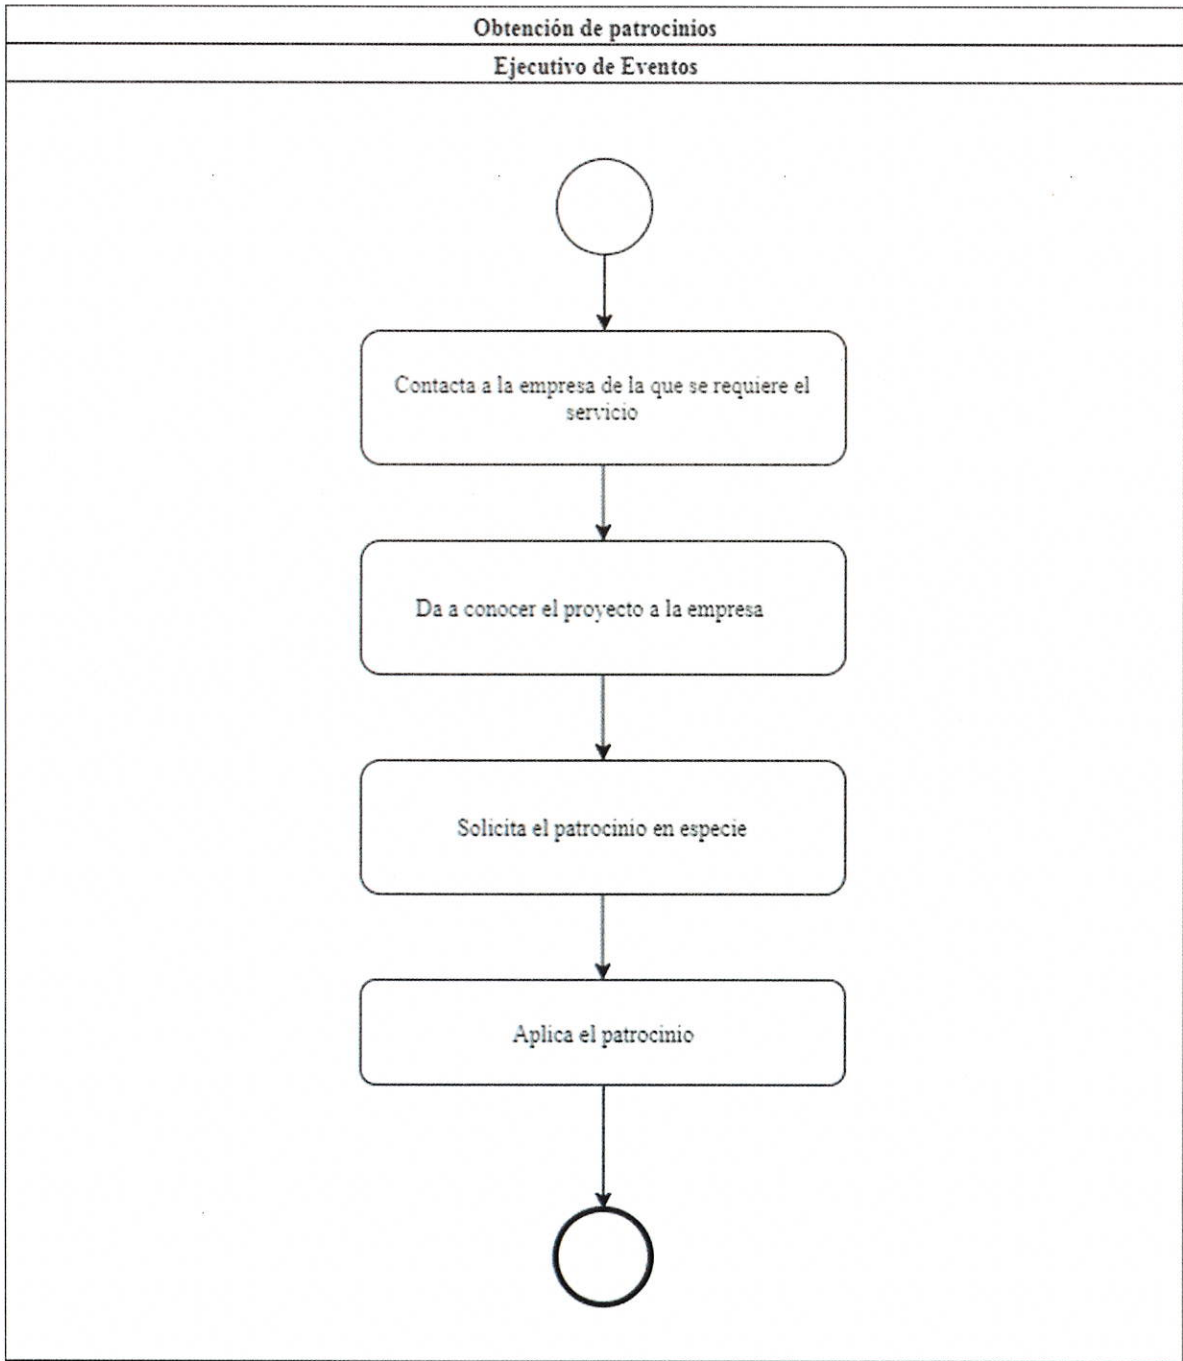 Obtención de patrocinios
Ejecutivo de Eventos
Contacta a la empresa de la que se requiere el
servicio
Da a conocer el proyecto a la empresa
Solicita el patrocinio en especie
Aplica el patrocinio